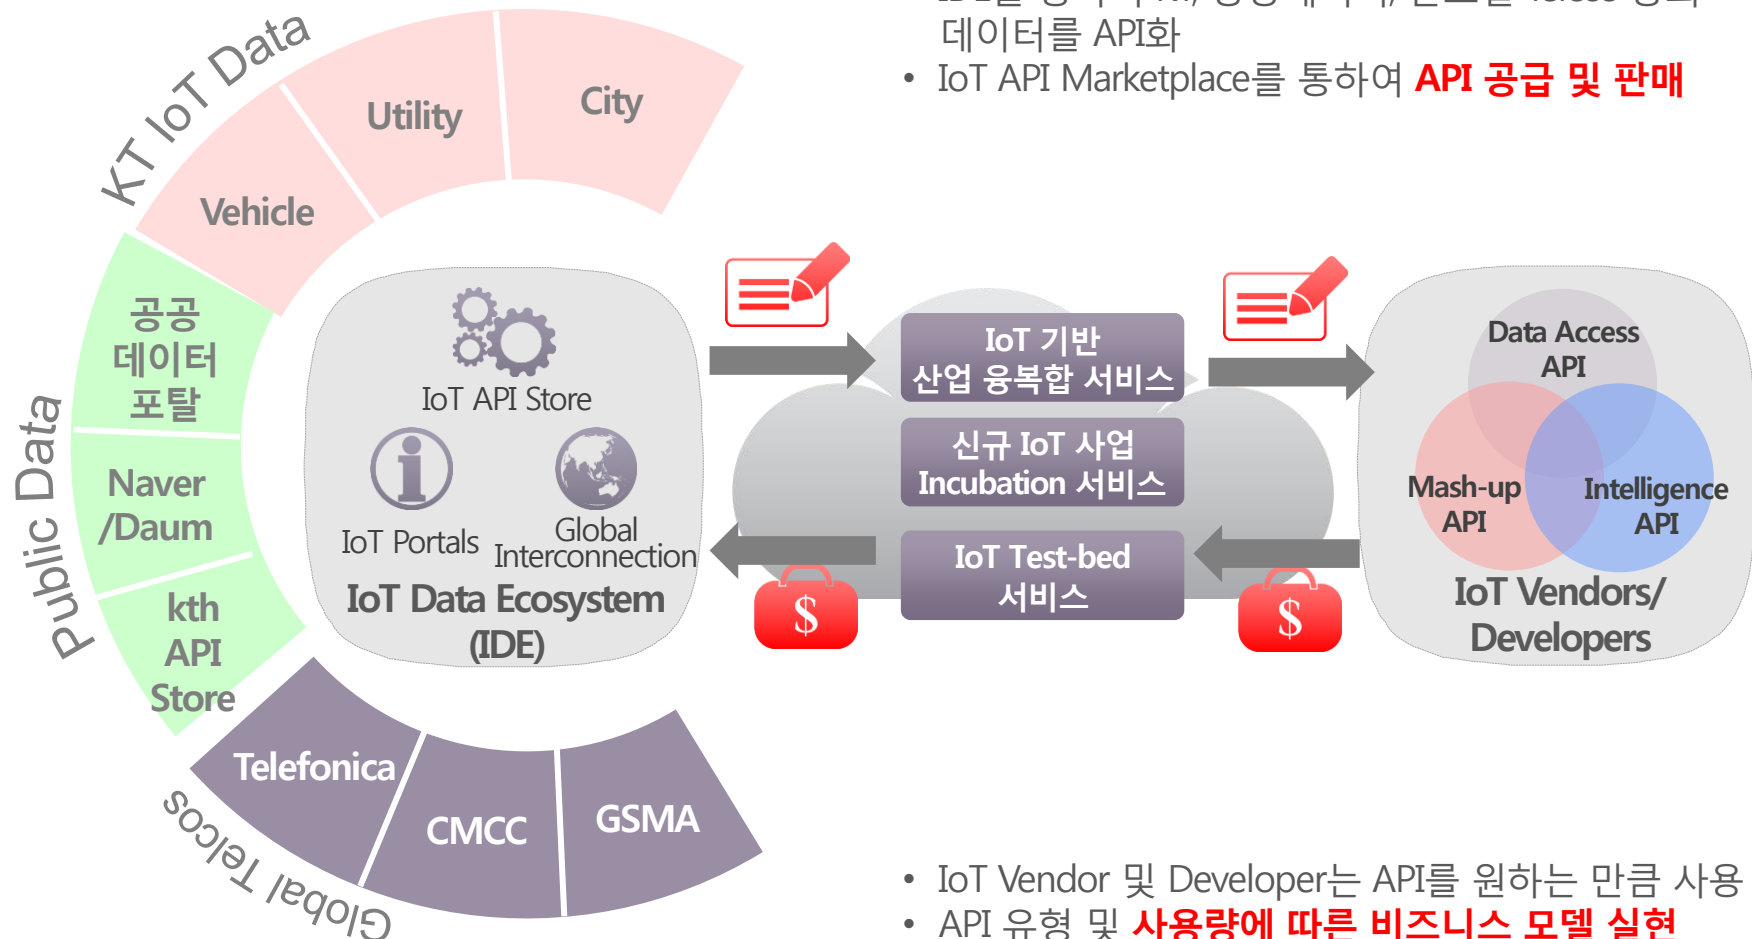 데이터를 API화
• IoT API Marketplace를 통하여 API 공급 및 판매
KT IoT Data
Vehicle
Utility
City
Public Data
공공
데이터
포탈
Naver
/Daum
kth
API
Store
Global Telcos
Telefonica
CMCC
GSMA
IoT API Store
IoT Portals
Global
Interconnection
IoT Data Ecosystem
(IDE)
IoT 기반
산업 융복합 서비스
신규 IoT 사업
Incubation 서비스
IoT Test-bed
서비스
$
$
Data Access
API
Mash-up
API
Intelligence
API
IoT Vendors/
Developers
• IoT Vendor 및 Developer는 API를 원하는 만큼 사용
• API 유형 및 사용량에 따른 비즈니스 모델 실현